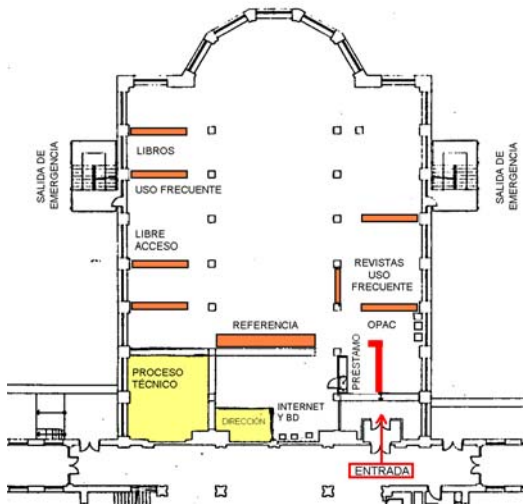 SALIDA DE
EMERGENCIA
SALIDA DE
EMERGENCIA
LIBROS
USO FRECUENTE
LIBRE
ACCESO
REVISTAS
USO
FRECUENTE
REFERENCIA
OPAC
PRÉSTAMO
PROCESO
TÉCNICO
DIRECCIÓN
INTERNET
Y BD
ENTRADA